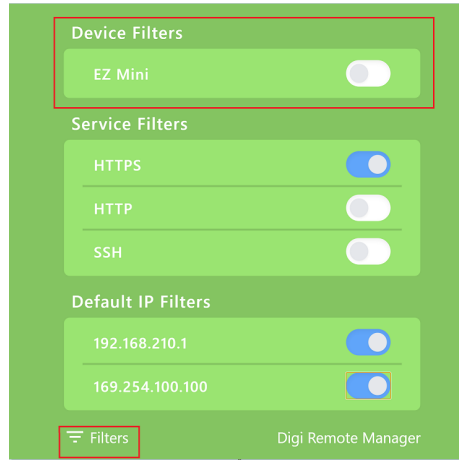 Device Filters
EZ Mini
Service Filters
HTTPS
HTTP
SSH
Default IP Filters
192.168.210.1
169.254.100.100
Filters Digi Remote Manager